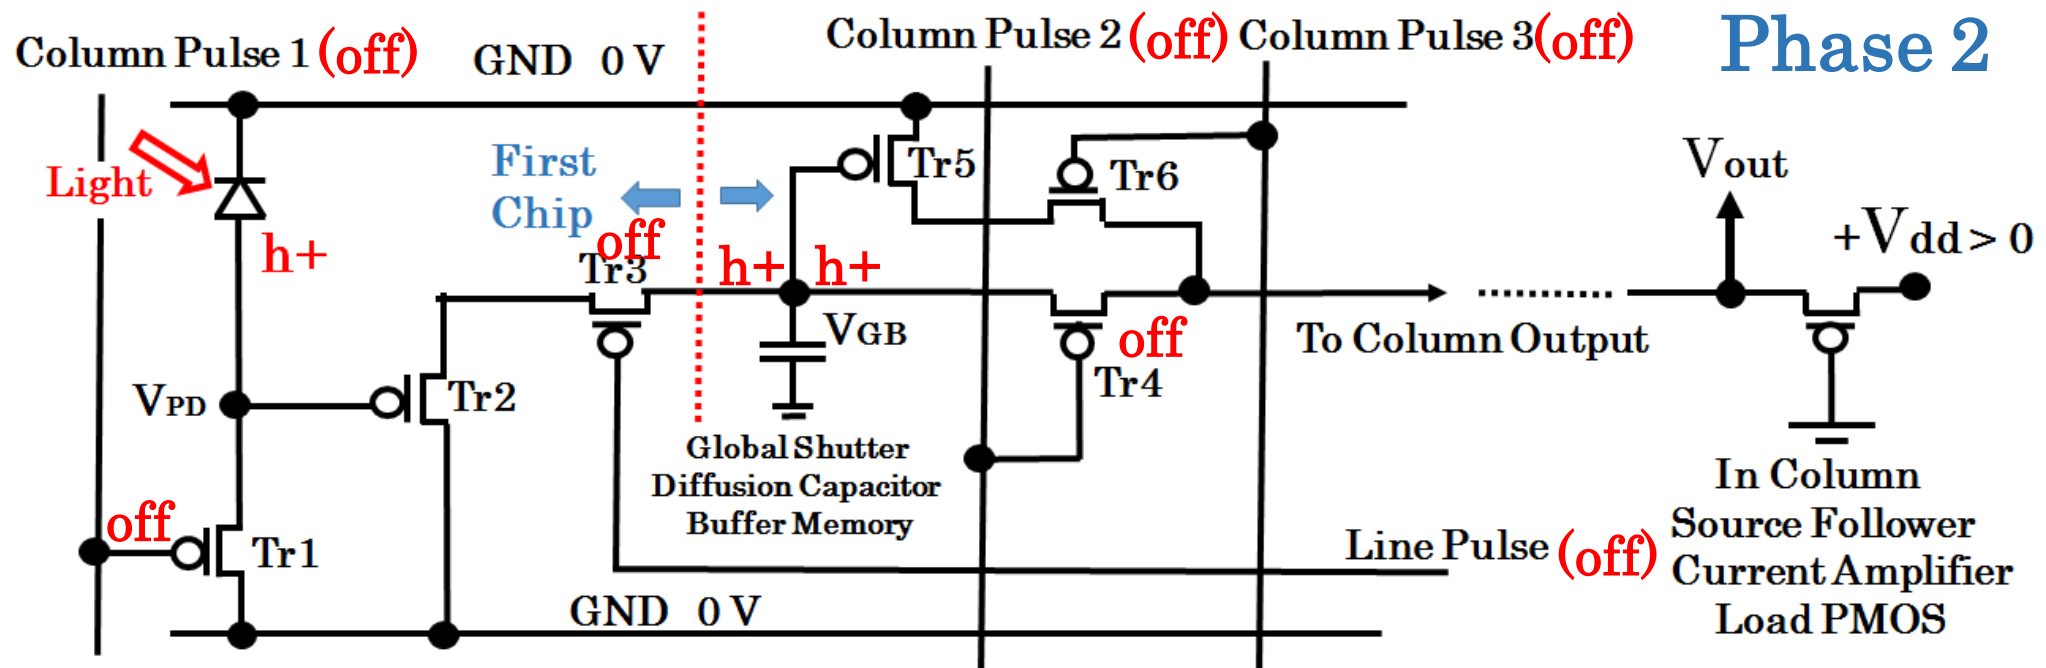 Column Pulse 1 (off)
GND 0 V
Column Pulse 2 (off)
Column Pulse 3 (off)
Phase 2
Light
First
Chip
h+
off
Tr3
h+ h+
Tr5
Tr6
Vout
+Vdd > 0
VGB
off
Tr4
To Column Output
VPD
Tr2
Global Shutter
Diffusion Capacitor
Buffer Memory
off
Tr1
Line Pulse (off)
In Column
Source Follower
Current Amplifier
Load PMOS
GND 0 V